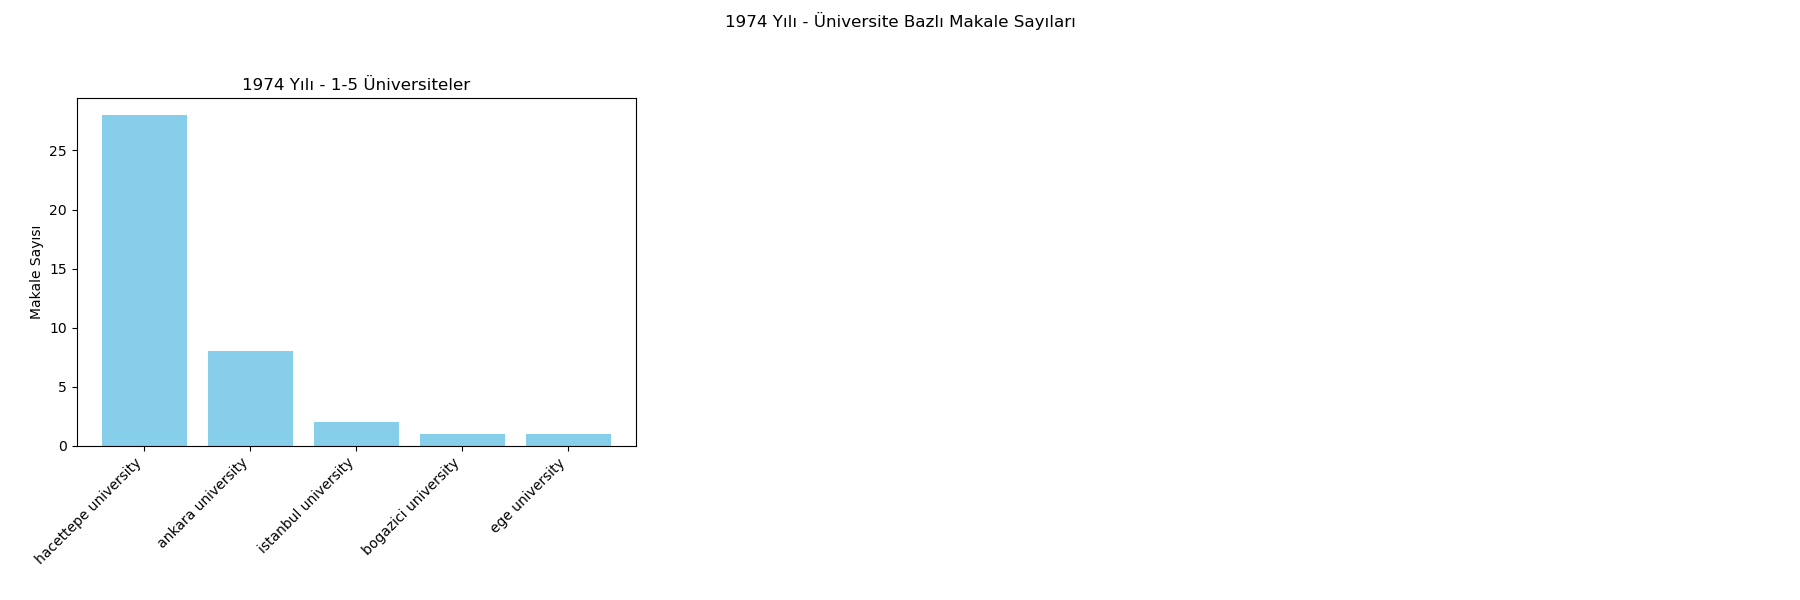 1974 Yılı - Üniversite Bazlı Makale Sayıları
1974 Yılı - 1-5 Üniversiteler
Makale Sayısı
25
20
15
10
5
0
hacettepe university
ankara university
istanbul university
bogazici university
ege university